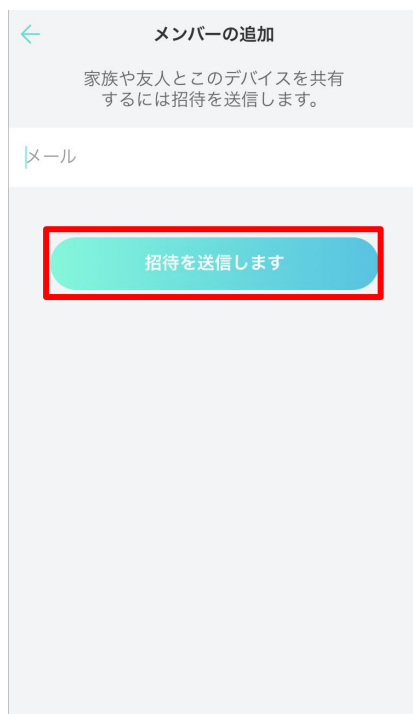 メンバーの追加
家族や友人とこのデバイスを共有
するには招待を送信します。
メール
招待を送信します